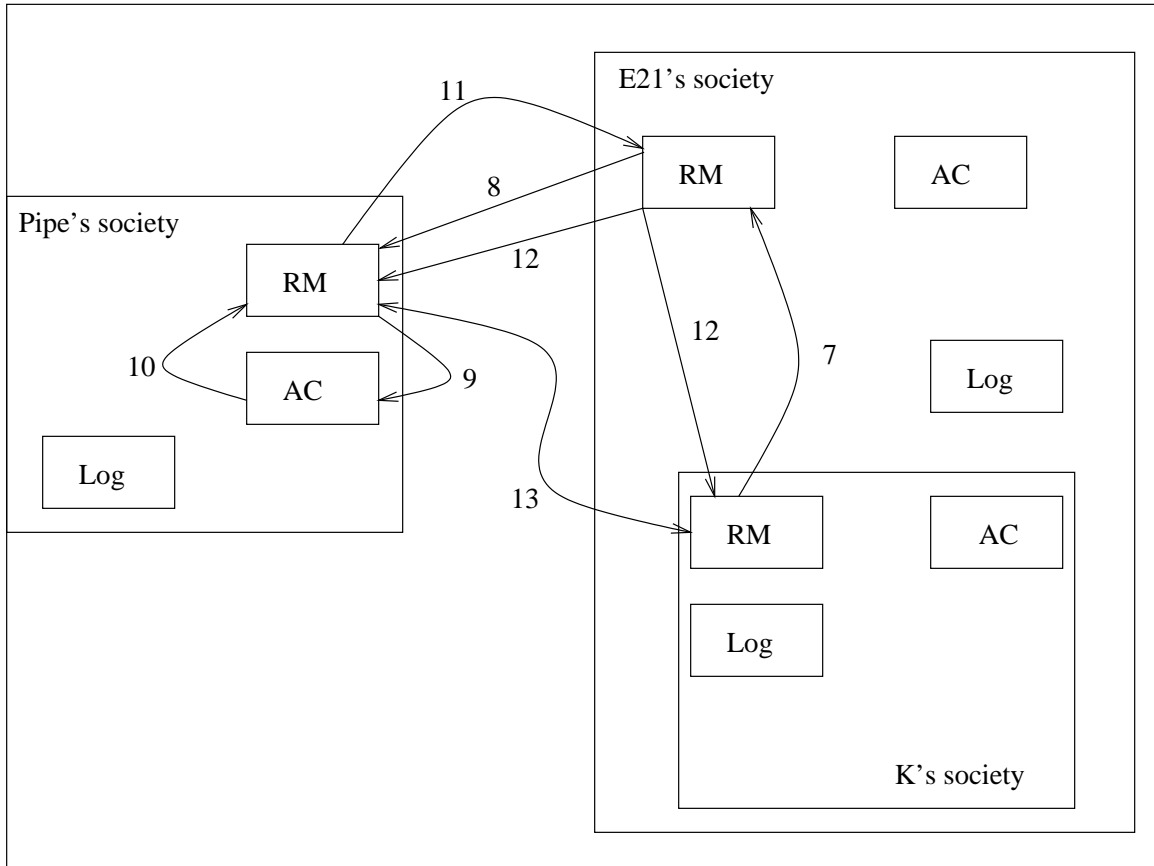 E21's society
11
RM
AC
8
Pipe's society
12
RM
12
7
10
9
AC
Log
Log
13
RM
AC
Log
K's society